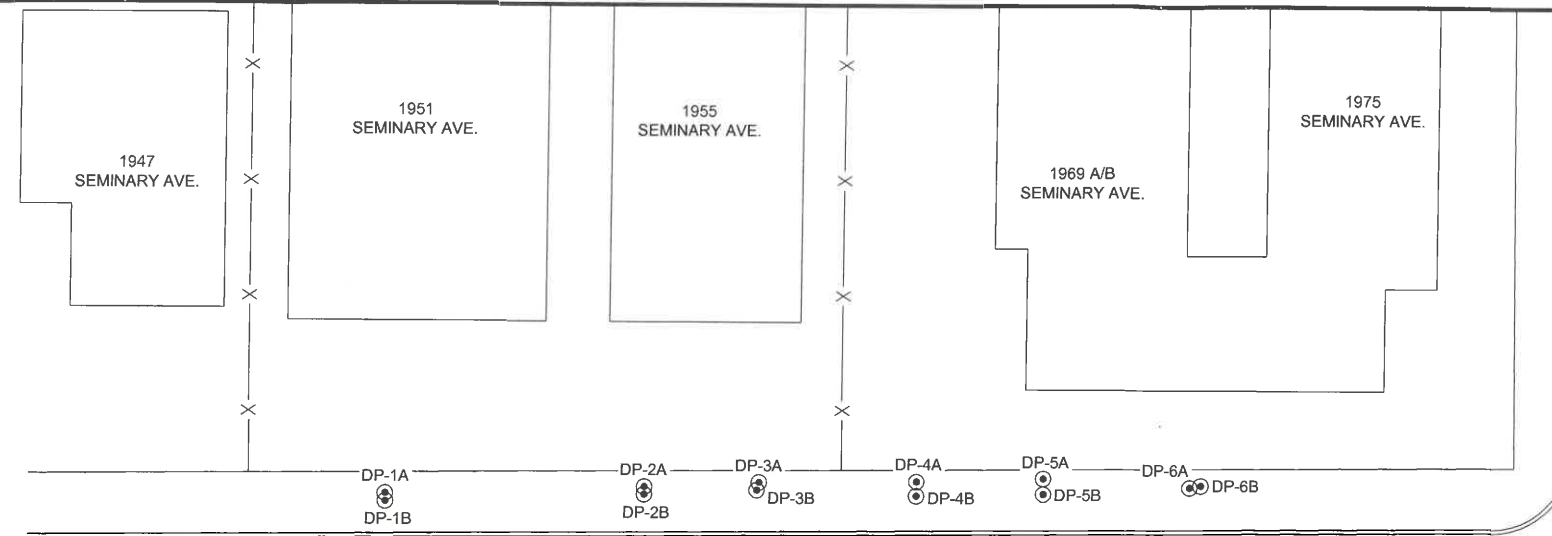 1947
SEMINARY AVE.
1951
SEMINARY AVE.
1955
SEMINARY AVE.
1969 A/B
SEMINARY AVE.
1975
SEMINARY AVE.
DP-1A
DP-1B
DP-2A
DP-2B
DP-3A
DP-3B
DP-4A
DP-4B
DP-5A
DP-5B
DP-6A
DP-6B